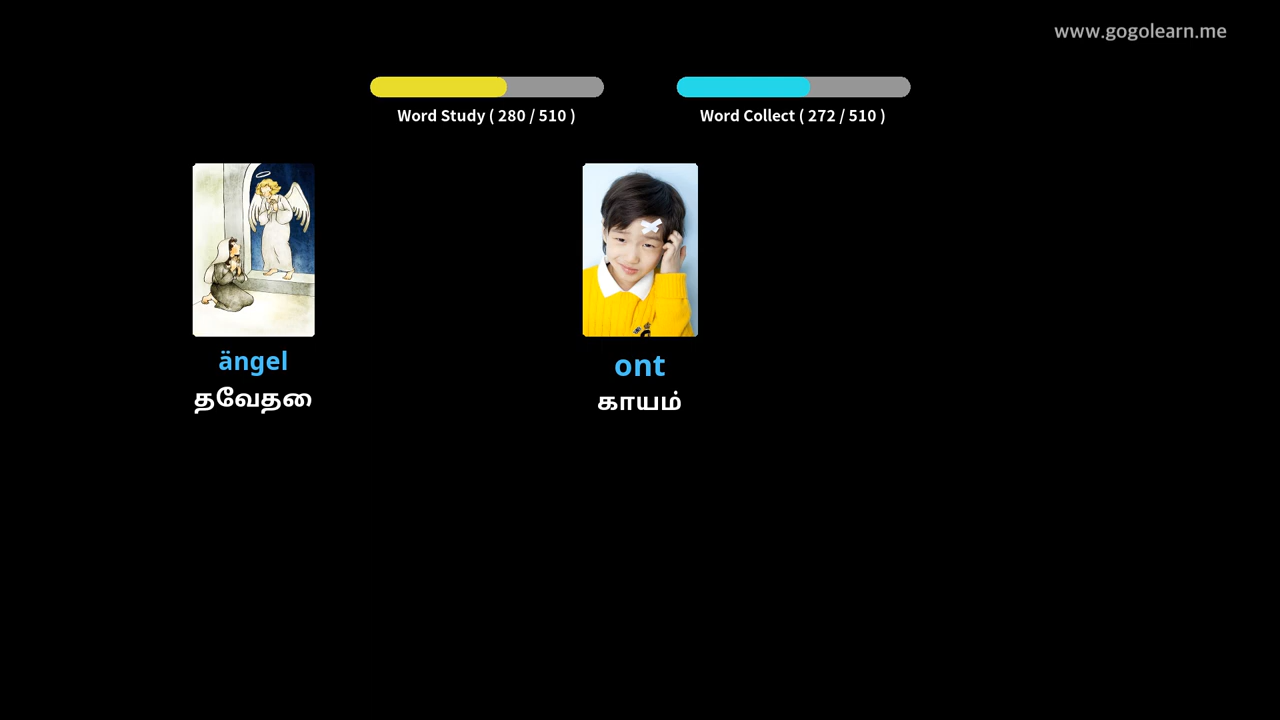 www.gogolearn.me
Word Study ( 280 / 510 )
Word Collect ( 272 / 510 )
ängel
தவேதை
ont
காயம்